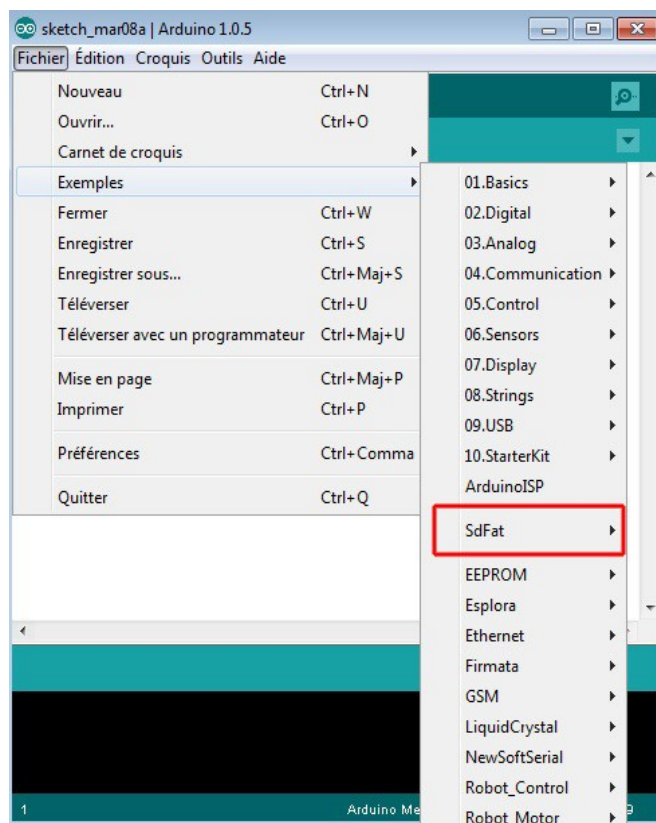 sketch_mar08a | Arduino 1.0.5
Fichier Édition Croquis Outils Aide
Nouveau Ctrl+N
Ouvrir... Ctrl+O
Carnet de croquis
Exemples
Fermer Ctrl+W
Enregistrer Ctrl+S
Enregistrer sous... Ctrl+Maj+S
Téléverser Ctrl+U
Téléverser avec un programmateur Ctrl+Maj+U
Mise en page Ctrl+Maj+P
Imprimer Ctrl+P
Préférences Ctrl+Comma
Quitter Ctrl+Q
01.Basics
02.Digital
03.Analog
04.Communication
05.Control
06.Sensors
07.Display
08.Strings
09.USB
10.StarterKit
ArduinoISP
SdFat
EEPROM
Esplora
Ethernet
Firmata
GSM
LiquidCrystal
NewSoftSerial
Robot_Control
Robot_Motor
1 Arduino Me 9